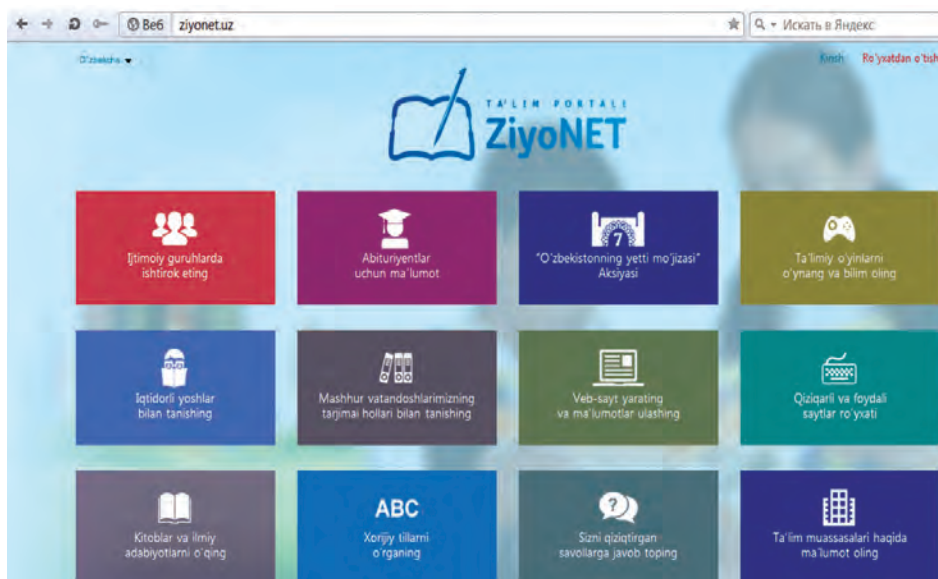 Веб ziyonet.uz Искать в Яндекс
O'zbekcha Kirish Ro'yxatdan o'tish
TA'LIM PORTALI
ZiyoNET
Ijtimoiy guruhlarda
ishtirok eting
Abituriyentlar
uchun ma'lumot
7
"O'zbekistonning yetti mo'jizasi"
Aksiyasi
Ta'limiy o'yinlarni
o'ynang va bilim oling
Iqtidorli yoshlar
bilan tanishing
Mashhur vatandoshlarimizning
tarjimai hollari bilan tanishing
Veb-sayt yarating
va ma'lumotlar ulashing
Qiziqarli va foydali
saytlar ro'yxati
Kitoblar va ilmiy
adabiyotlarni o'qing
ABC
Xorijiy tillarni
o'rganing
?
Sizni qiziqtirgan
savollarga javob toping
Ta'lim muassasalari haqida
ma'lumot oling